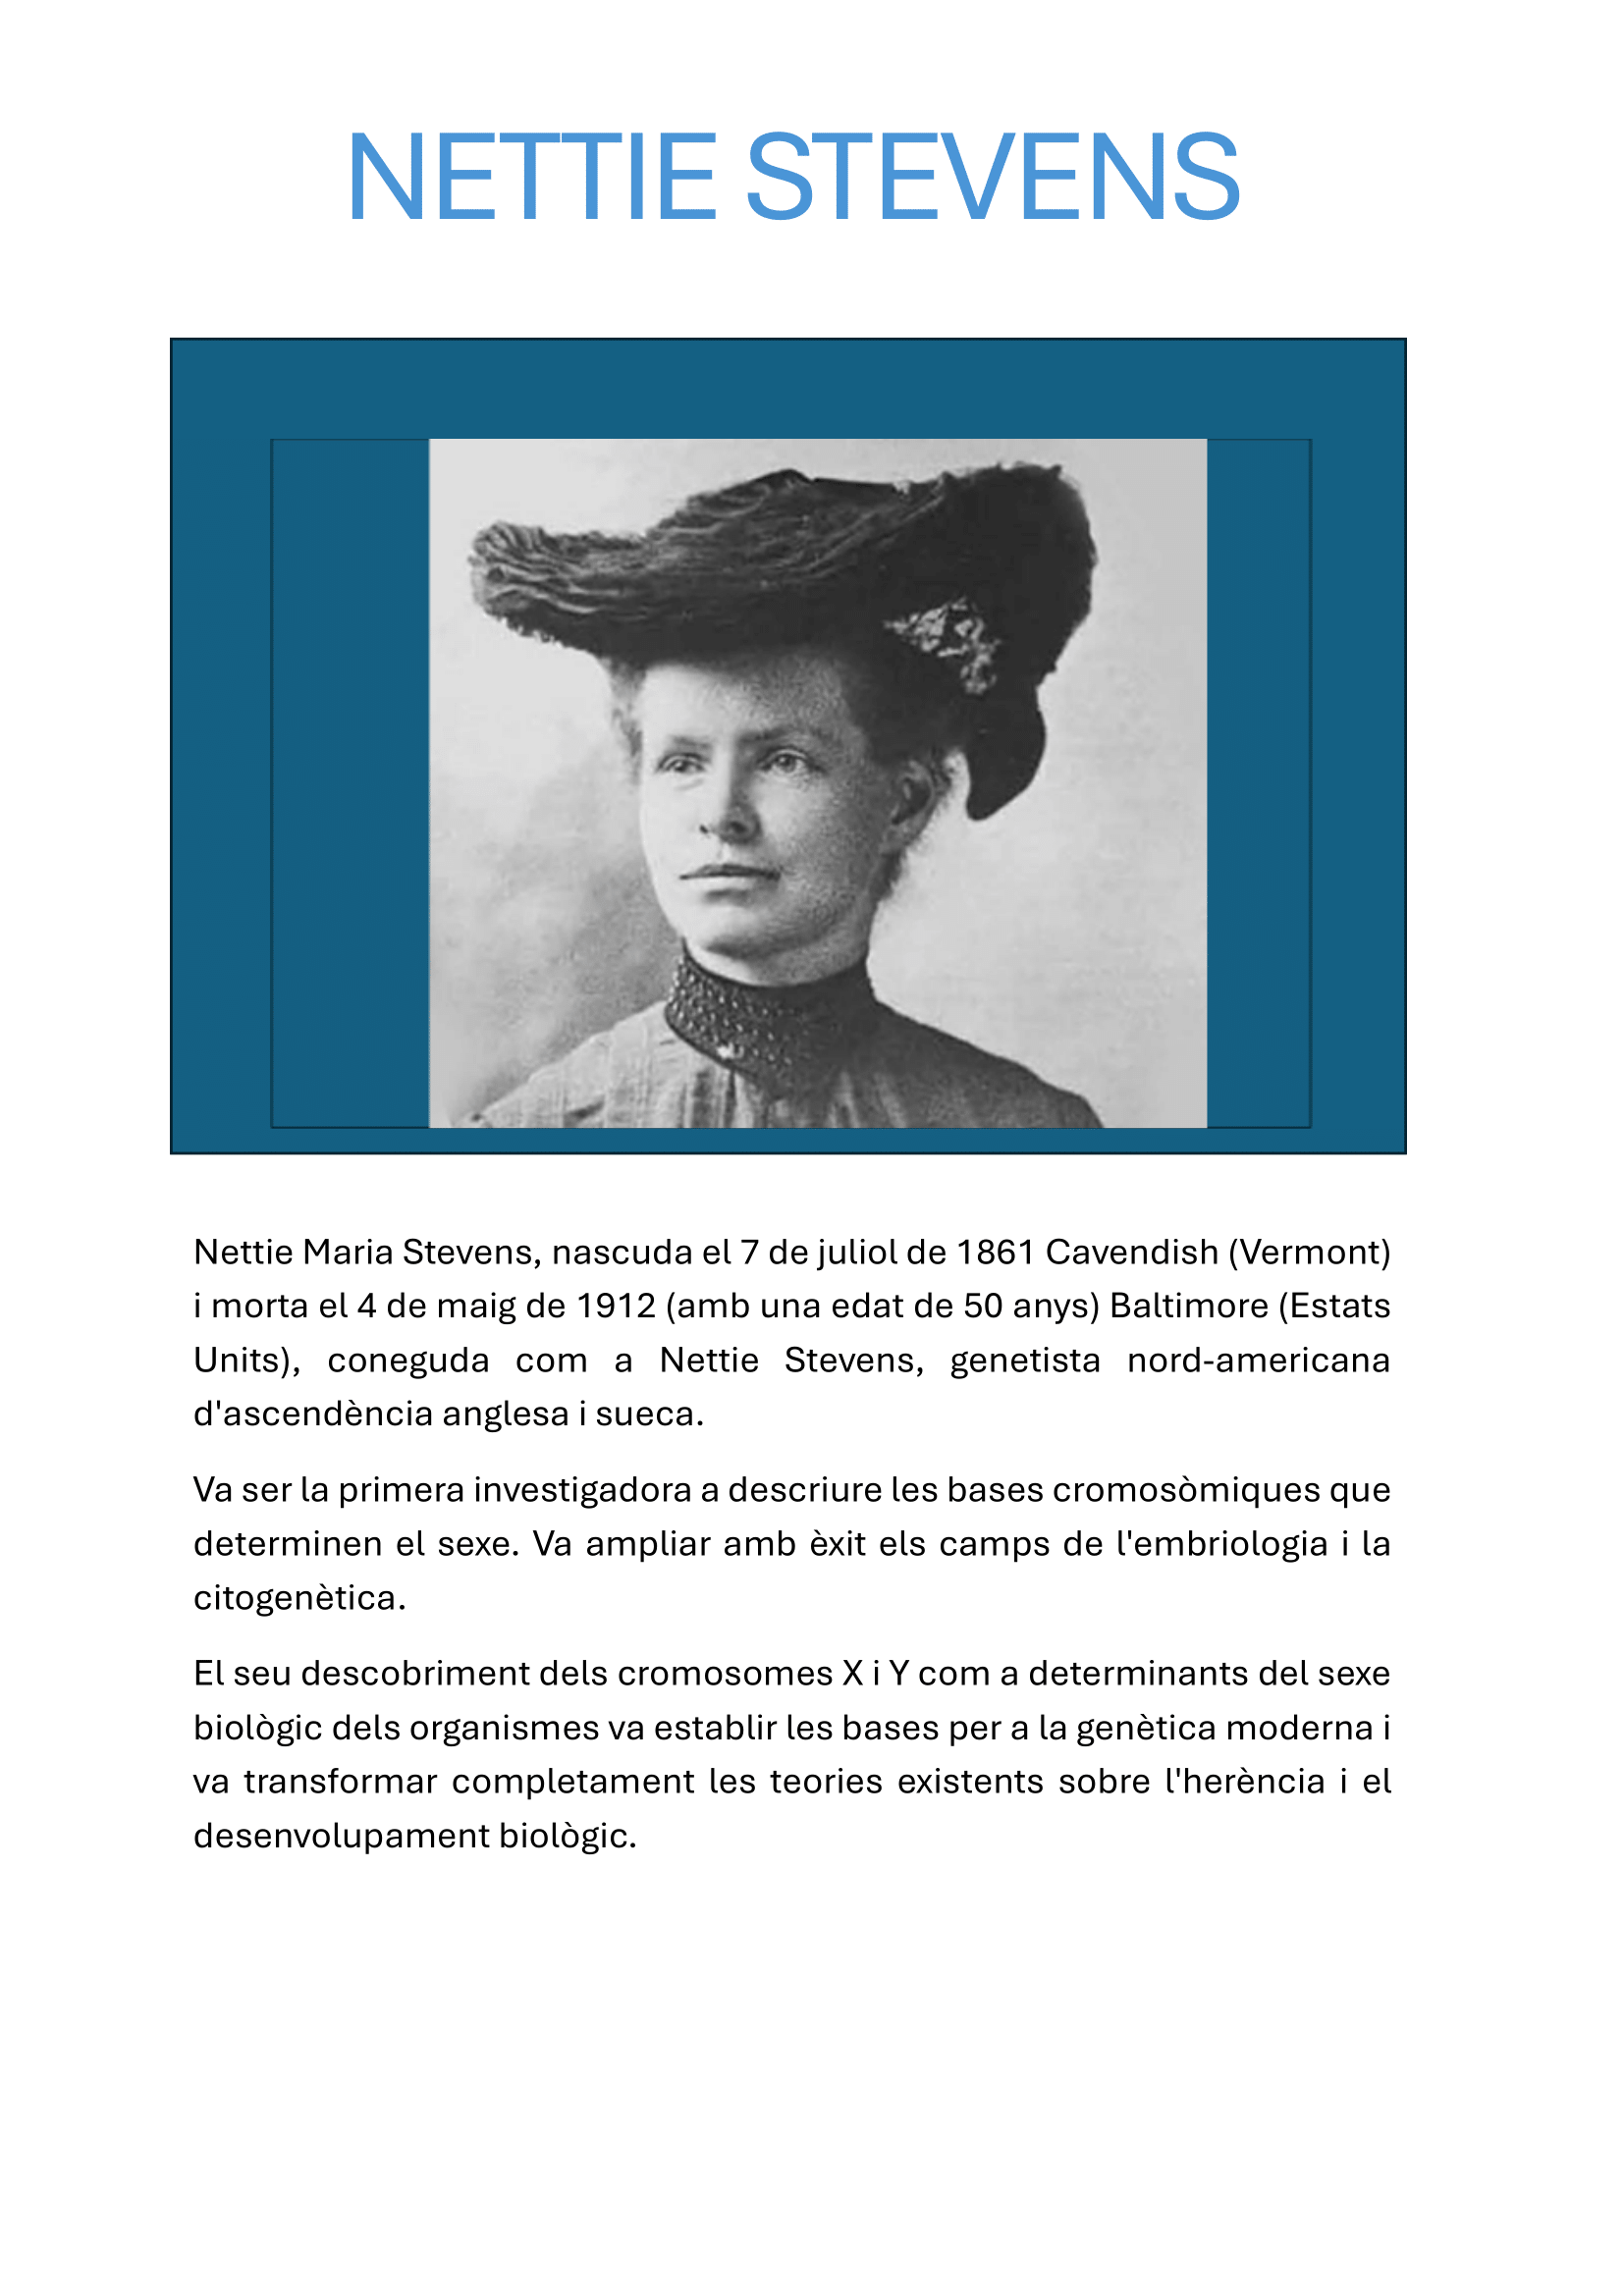 NETTIE STEVENS
Nettie Maria Stevens, nascuda el 7 de juliol de 1861 Cavendish (Vermont)
i morta el 4 de maig de 1912 (amb una edat de 50 anys) Baltimore (Estats
Units), coneguda com a Nettie Stevens, genetista nord-americana
d'ascendència anglesa i sueca.
Va ser la primera investigadora a descriure les bases cromosòmiques que
determinen el sexe. Va ampliar amb èxit els camps de l'embriologia i la
citogenètica.
El seu descobriment dels cromosomes X i Y com a determinants del sexe
biològic dels organismes va establir les bases per a la genètica moderna i
va transformar completament les teories existents sobre l'herència i el
desenvolupament biològic.